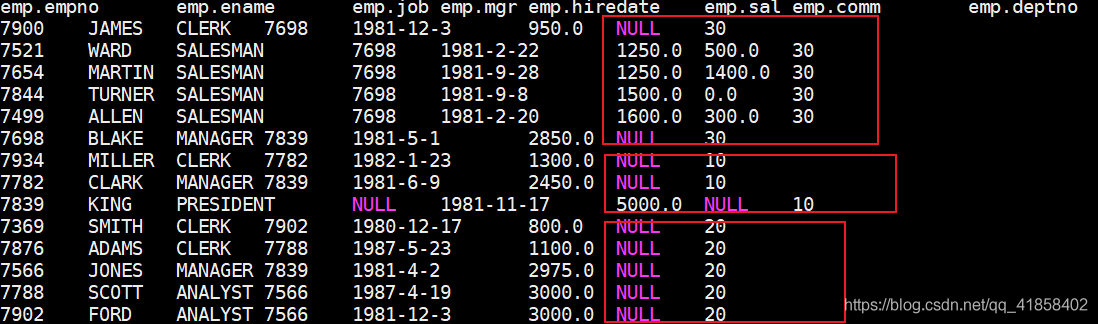 emp.empno emp.ename emp.job emp.mgr emp.hiredate emp.sal emp.comm emp.deptno
7900 JAMES CLERK 7698 1981-12-3 950.0 NULL 30
7521 WARD SALESMAN 7698 1981-2-22 1250.0 500.0 30
7654 MARTIN SALESMAN 7698 1981-9-28 1250.0 1400.0 30
7844 TURNER SALESMAN 7698 1981-9-8 1500.0 0.0 30
7499 ALLEN SALESMAN 7698 1981-2-20 1600.0 300.0 30
7698 BLAKE MANAGER 7839 1981-5-1 2850.0 NULL 30
7934 MILLER CLERK 7782 1982-1-23 1300.0 NULL 10
7782 CLARK MANAGER 7839 1981-6-9 2450.0 NULL 10
7839 KING PRESIDENT NULL 1981-11-17 5000.0 NULL 10
7369 SMITH CLERK 7902 1980-12-17 800.0 NULL 20
7876 ADAMS CLERK 7788 1987-5-23 1100.0 NULL 20
7566 JONES MANAGER 7839 1981-4-2 2975.0 NULL 20
7788 SCOTT ANALYST 7566 1987-4-19 3000.0 NULL 20
7902 FORD ANALYST 7566 1981-12-3 3000.0 NULL 20
https://blog.csdn.net/qq_41858402